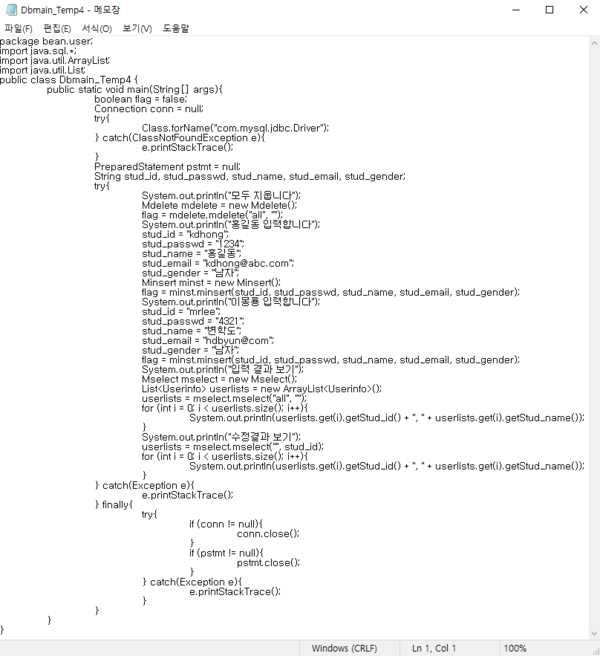 Dbmain_Temp4 - 메모장
파일(F) 편집(E) 서식(O) 보기(V) 도움말
package bean.user;
import java.sql.*;
import java.util.ArrayList;
import java.util.List;
public class Dbmain_Temp4 {
public static void main(String[] args){
boolean flag = false;
Connection conn = null;
try{
Class.forName("com.mysql.jdbc.Driver");
} catch(ClassNotFoundException e){
e.printStackTrace();
}
PreparedStatement pstmt = null;
String stud_id, stud_passwd, stud_name, stud_email, stud_gender;
try{
System.out.println("모두 지웁니다");
Mdelete mdelete = new Mdelete();
flag = mdelete.mdelete("all", "");
System.out.println("홍길동 입력합니다");
stud_id = "kdhong";
stud_passwd = "1234";
stud_name = "홍길동";
stud_email = "kdhong@abc.com";
stud_gender = "남자";
Minsert minst = new Minsert();
flag = minst.minsert(stud_id, stud_passwd, stud_name, stud_email, stud_gender);
System.out.println("이몽룡 입력합니다");
stud_id = "mrlee";
stud_passwd = "4321";
stud_name = "변학도";
stud_email = "hdbyun@com";
stud_gender = "남자";
flag = minst.minsert(stud_id, stud_passwd, stud_name, stud_email, stud_gender);
System.out.println("입력 결과 보기");
Mselect mselect = new Mselect();
List<Userinfo> userlists = new ArrayList<Userinfo>();
userlists = mselect.mselect("all", "");
for (int i = 0; i < userlists.size(); i++){
System.out.println(userlists.get(i).getStud_id() + ", " + userlists.get(i).getStud_name());
}
System.out.println("수정결과 보기");
userlists = mselect.mselect("", stud_id);
for (int i = 0; i < userlists.size(); i++){
System.out.println(userlists.get(i).getStud_id() + ", " + userlists.get(i).getStud_name());
}
} catch(Exception e){
e.printStackTrace();
} finally{
try{
if (conn != null){
conn.close();
}
if (pstmt != null){
pstmt.close();
}
} catch(Exception e){
e.printStackTrace();
}
}
}
}
Windows (CRLF) Ln 1, Col 1 100%